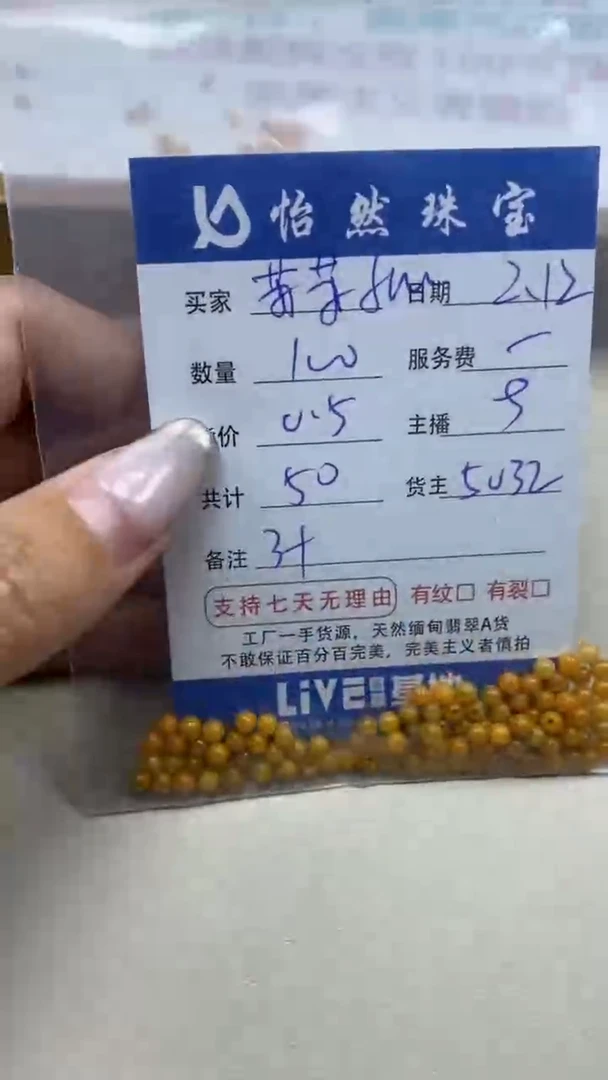 怡然珠宝
买家 日期 2.12
数量 100 服务费 一
价 0.5 主播
共计 50 货主 5032
备注 3+
支持七天无理由 有纹□ 有裂□
工厂一手货源，天然缅甸翡翠A货
不敢保证百分百完美，完美主义者慎拍
LIVE